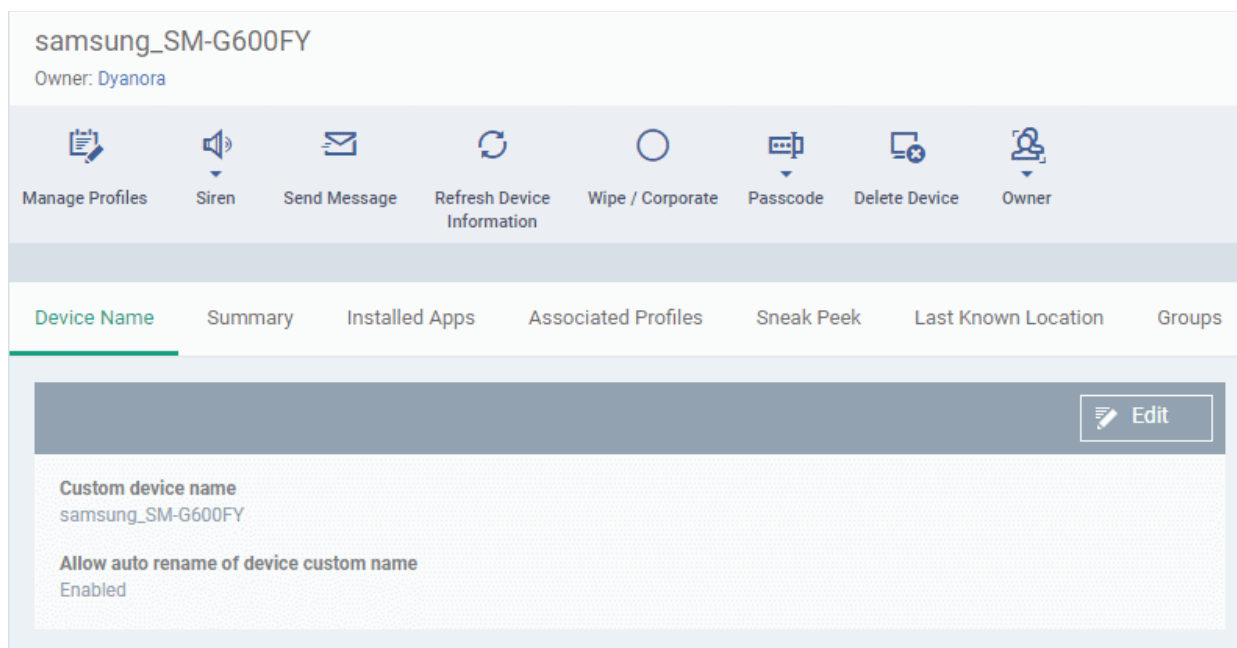 samsung_SM-G600FY
Owner: Dyanora
Manage Profiles
Siren
Send Message
Refresh Device
Information
Wipe / Corporate
Passcode
Delete Device
Owner
Device Name
Summary
Installed Apps
Associated Profiles
Sneak Peek
Last Known Location
Groups
Edit
Custom device name
samsung_SM-G600FY
Allow auto rename of device custom name
Enabled